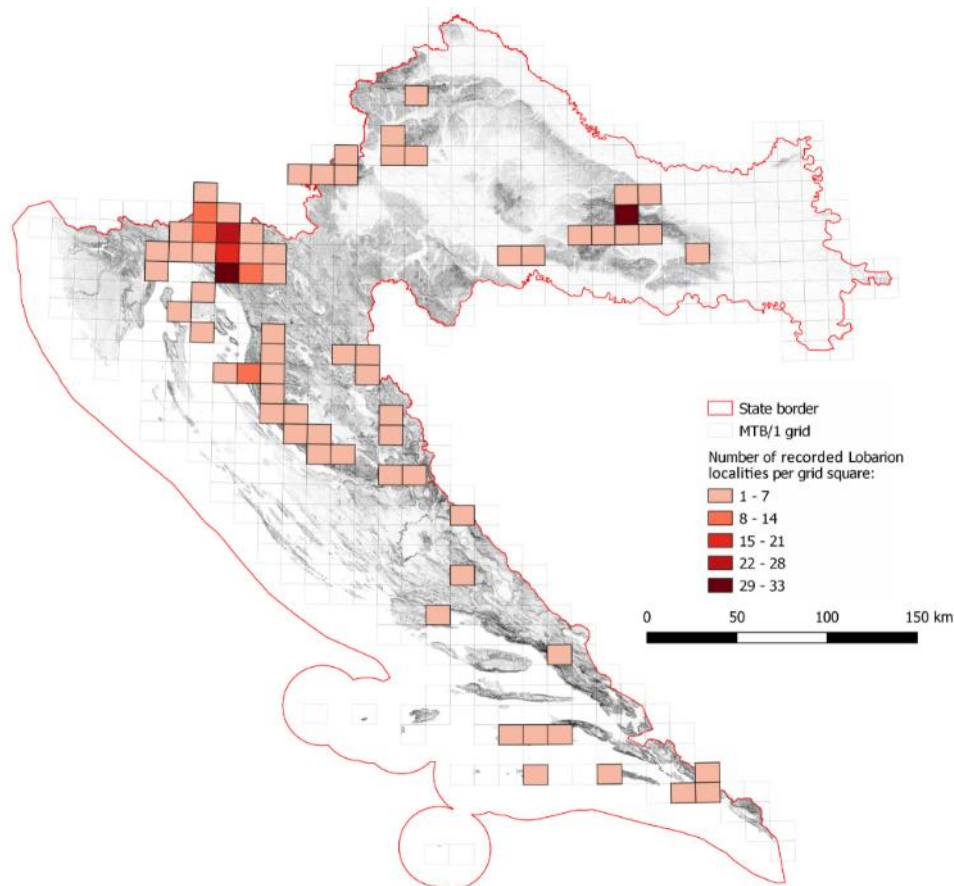 State border
MTB/1 grid
Number of recorded Lobarion
localities per grid square:
1 - 7
8 - 14
15 - 21
22 - 28
29 - 33
0 50 100 150 km